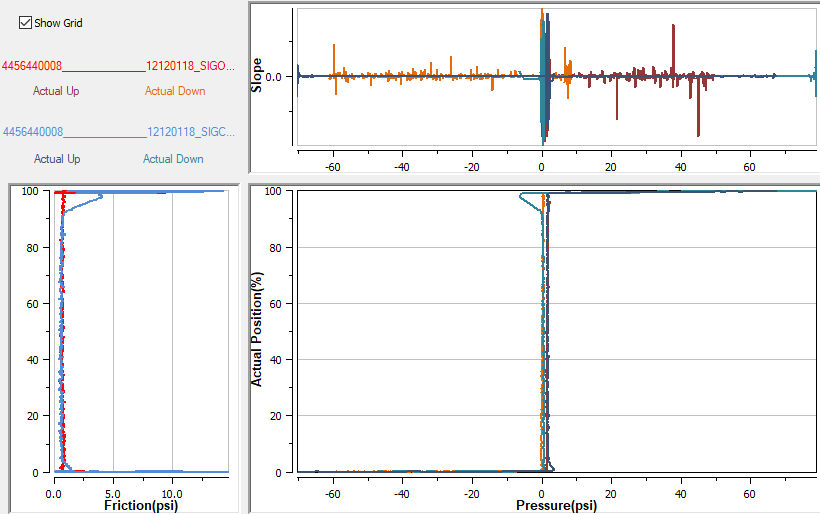 Show Grid
4456440008__________________12120118_SIGO...
Actual Up Actual Down
4456440008__________________12120118_SIGC...
Actual Up Actual Down
Slope
0.0
-60 -40 -20 0 20 40 60
100
80
60
40
20
0
0.0 5.0 10.0
Friction(psi)
Actual Position(%)
100
80
60
40
20
0
-60 -40 -20 0 20 40 60
Pressure(psi)